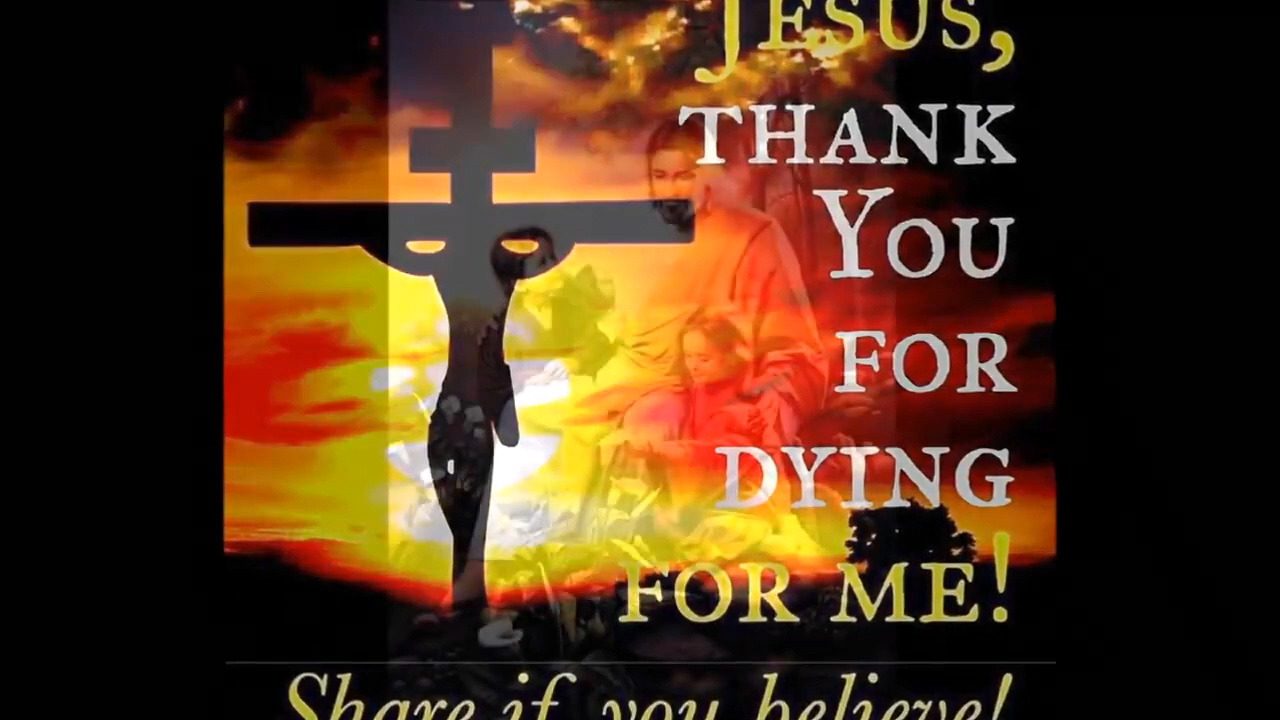 JESUS,
THANK
YOU
FOR
DYING
FOR ME!
Share if you believe!